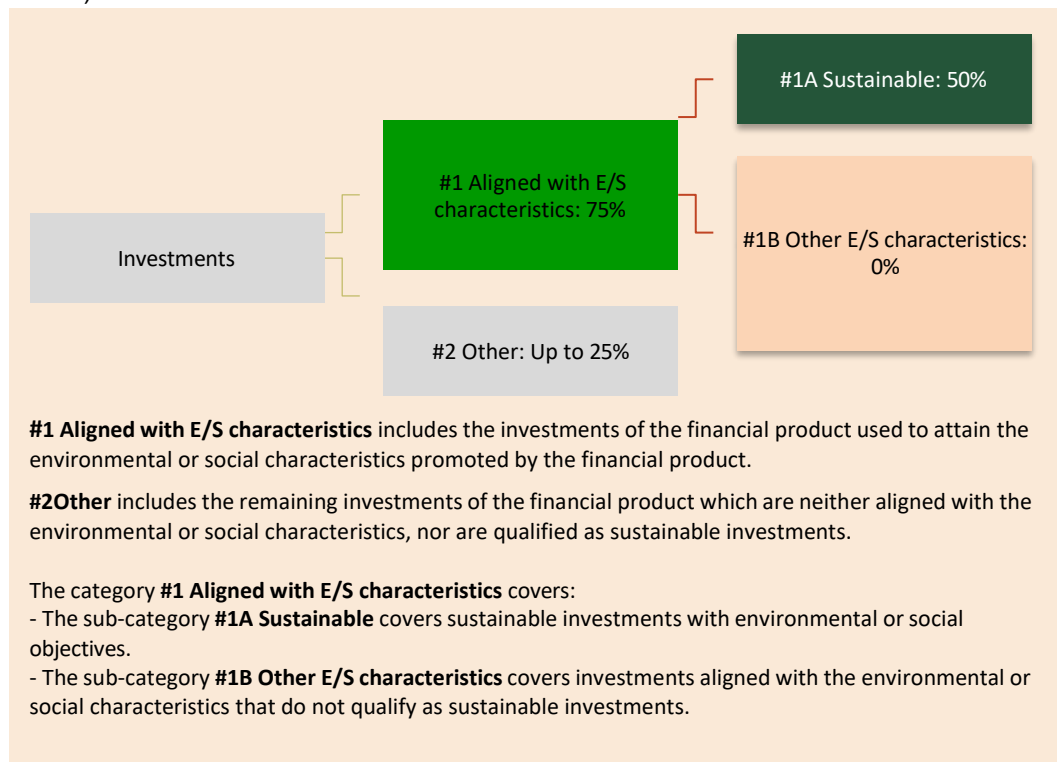 #1A Sustainable: 50%
#1 Aligned with E/S
characteristics: 75%
#1B Other E/S characteristics:
0%
Investments
#2 Other: Up to 25%
#1 Aligned with E/S characteristics includes the investments of the financial product used to attain the
environmental or social characteristics promoted by the financial product.
#2Other includes the remaining investments of the financial product which are neither aligned with the
environmental or social characteristics, nor are qualified as sustainable investments.
The category #1 Aligned with E/S characteristics covers:
- The sub-category #1A Sustainable covers sustainable investments with environmental or social
objectives.
- The sub-category #1B Other E/S characteristics covers investments aligned with the environmental or
social characteristics that do not qualify as sustainable investments.